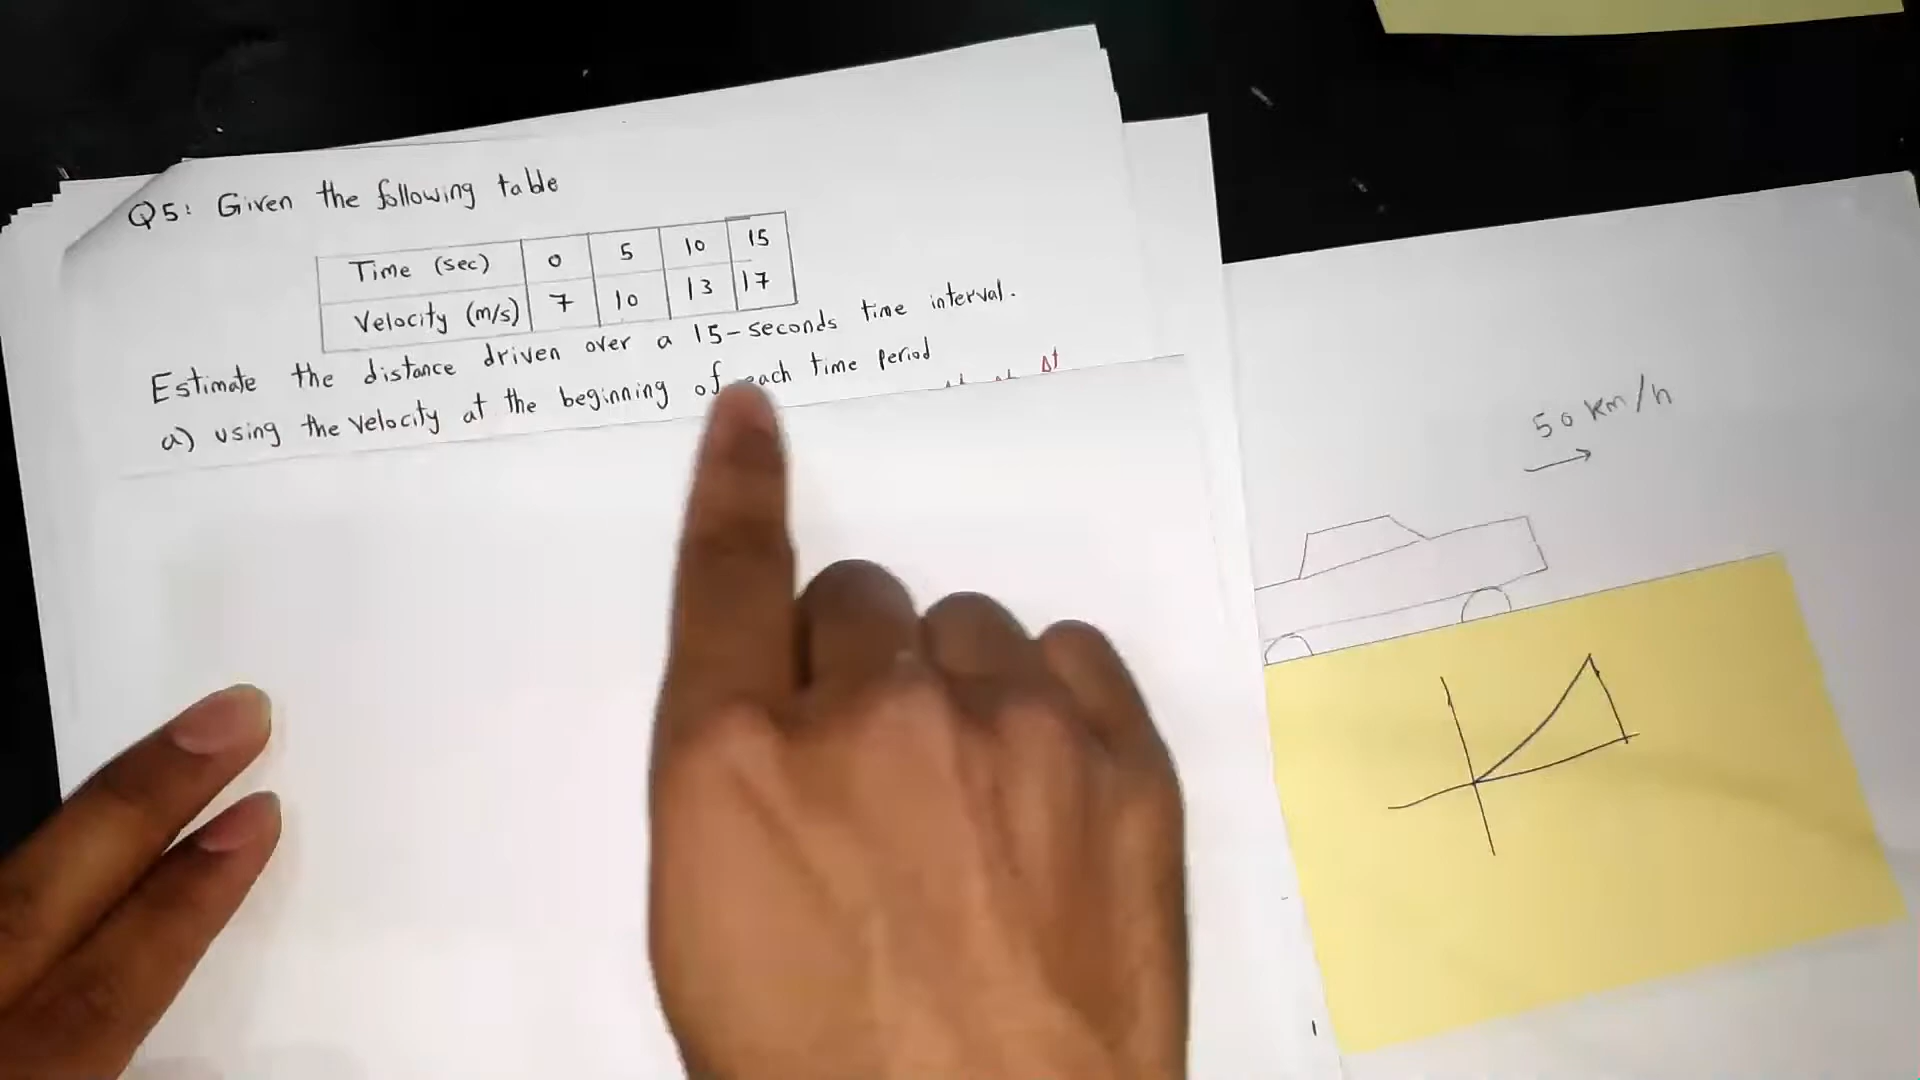 Q5: Given the following table
Time (sec) 0 5 10 15
Velocity (m/s) 7 10 13 17
Estimate the distance driven over a 15-seconds time interval.
a) using the velocity at the beginning of each time period
Δt
50 km/h